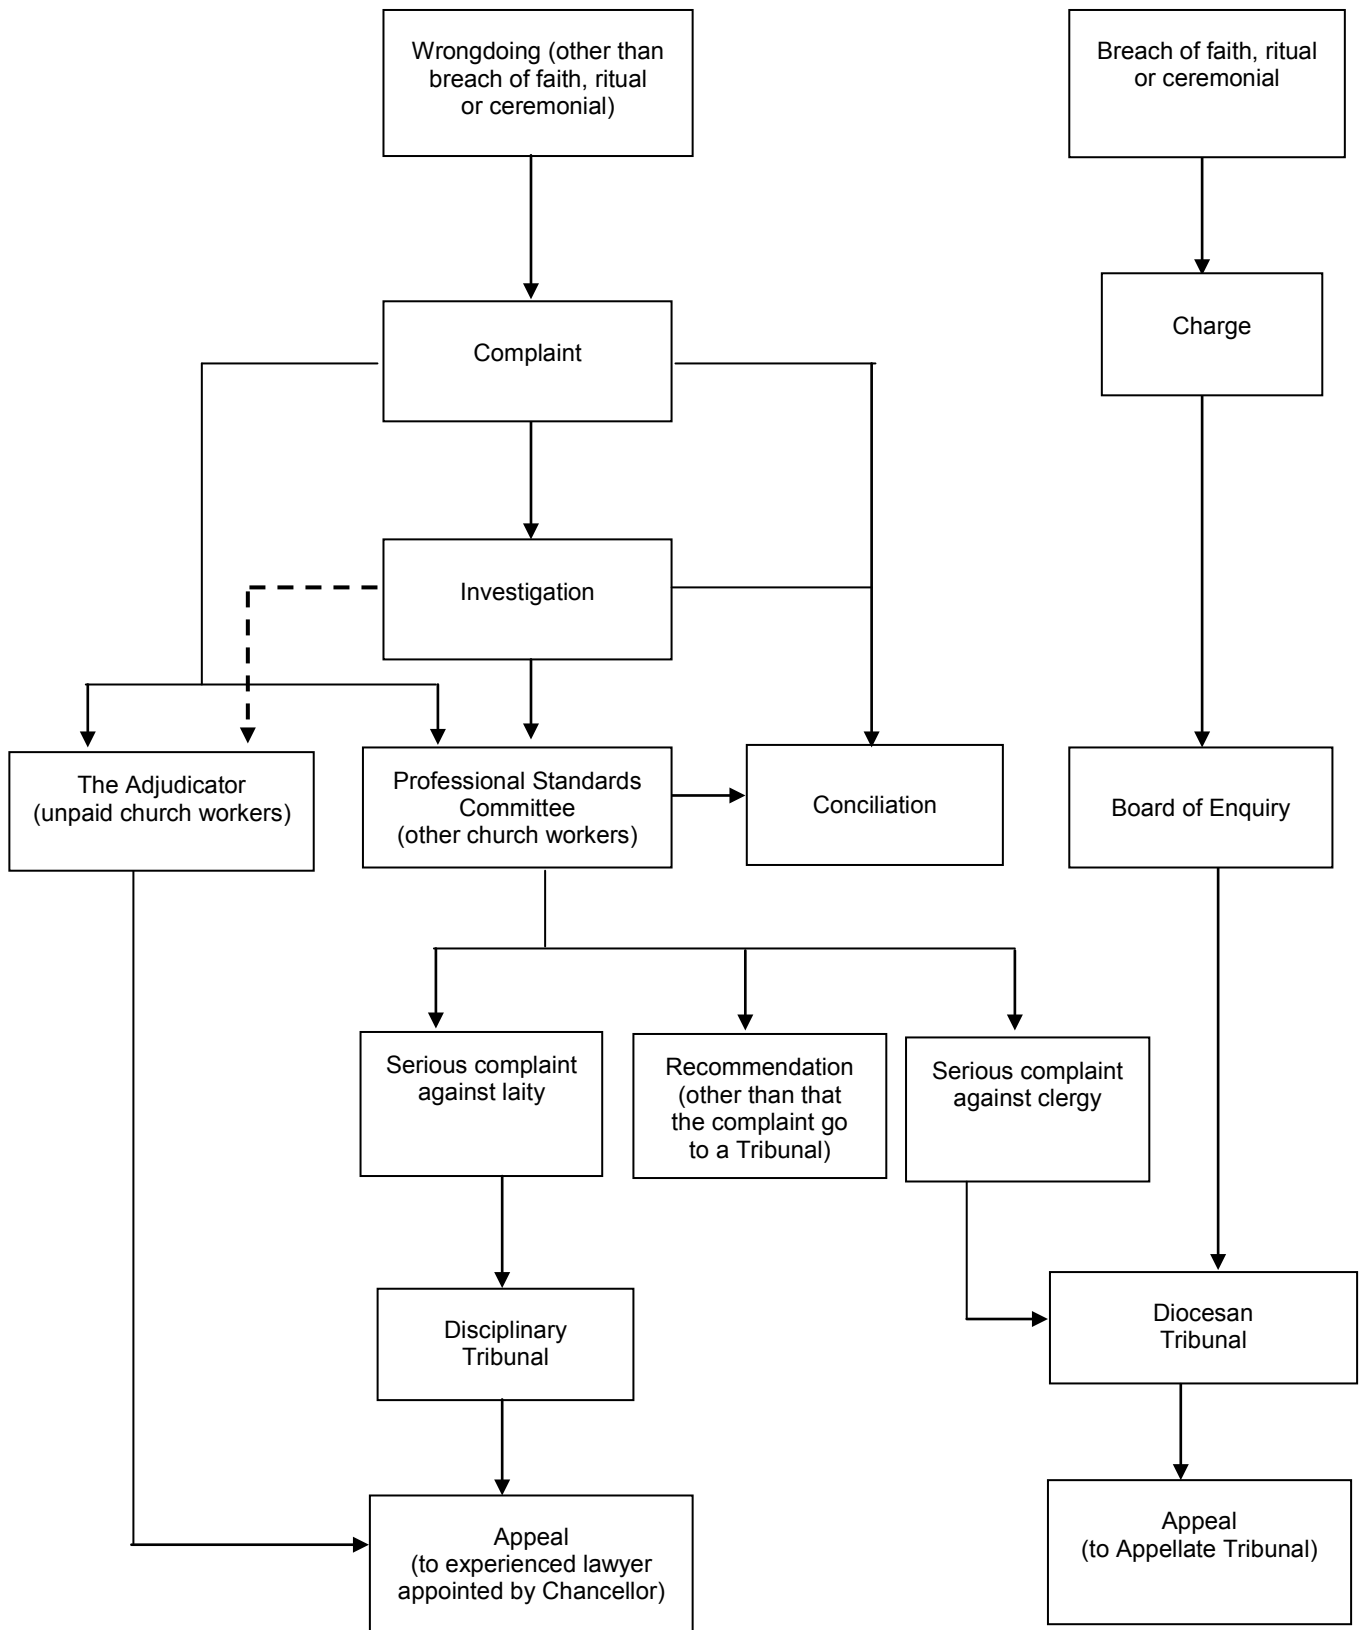 Wrongdoing (other than
breach of faith, ritual
or ceremonial)
Breach of faith, ritual
or ceremonial
Charge
Complaint
Investigation
The Adjudicator
(unpaid church workers)
Professional Standards
Committee
(other church workers)
Conciliation
Board of Enquiry
Serious complaint
against laity
Recommendation
(other than that
the complaint go
to a Tribunal)
Serious complaint
against clergy
Disciplinary
Tribunal
Diocesan
Tribunal
Appeal
(to experienced lawyer
appointed by Chancellor)
Appeal
(to Appellate Tribunal)